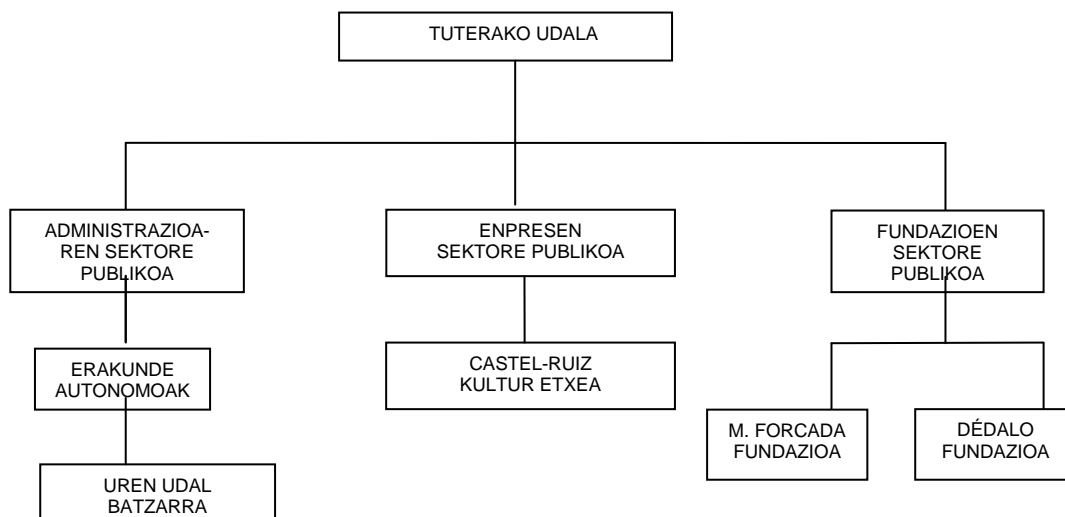 TUTERAKO UDALA
ADMINISTRAZIOA-
REN SEKTORE
PUBLIKOA
ENPRESEN
SEKTORE PUBLIKOA
FUNDAZIOEN
SEKTORE
PUBLIKOA
ERAKUNDE
AUTONOMOAK
CASTEL-RUIZ
KULTUR ETXEA
M. FORCADA
FUNDAZIOA
DÉDALO
FUNDAZIOA
UREN UDAL
BATZARRA